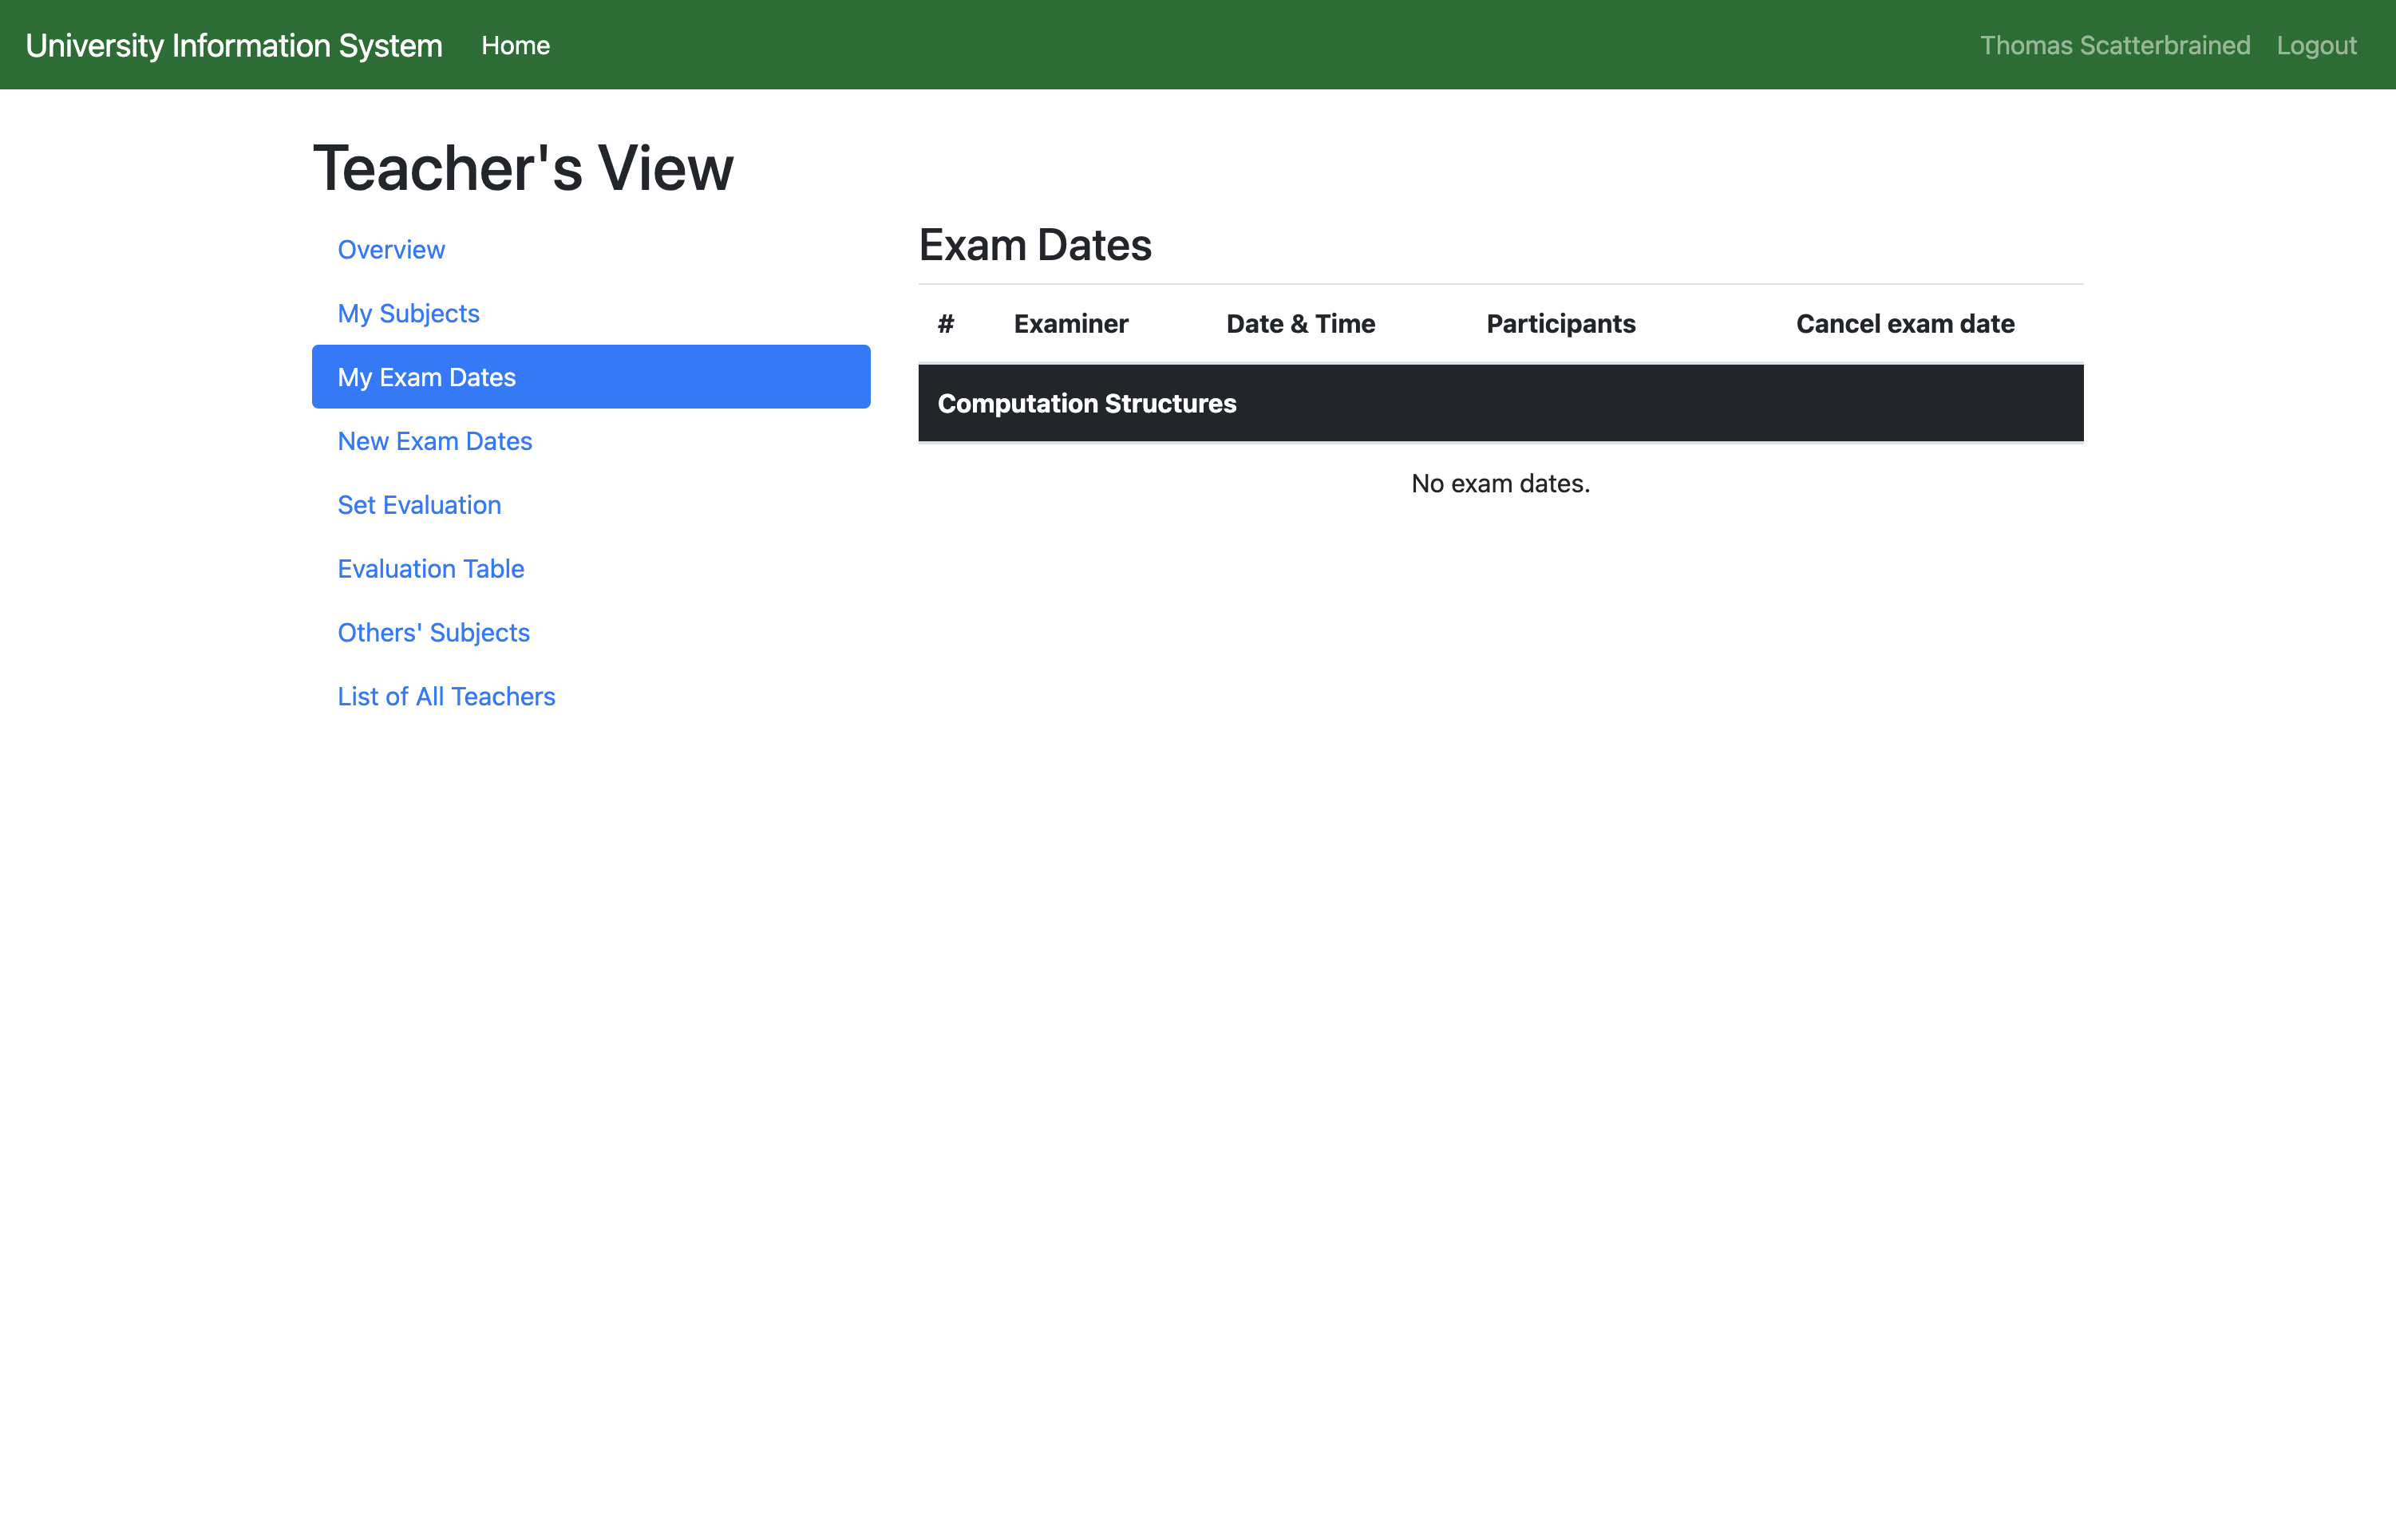 University Information System Home Thomas Scatterbrained Logout
Teacher's View
Overview
My Subjects
My Exam Dates
New Exam Dates
Set Evaluation
Evaluation Table
Others' Subjects
List of All Teachers
Exam Dates
# Examiner Date & Time Participants Cancel exam date
Computation Structures
No exam dates.